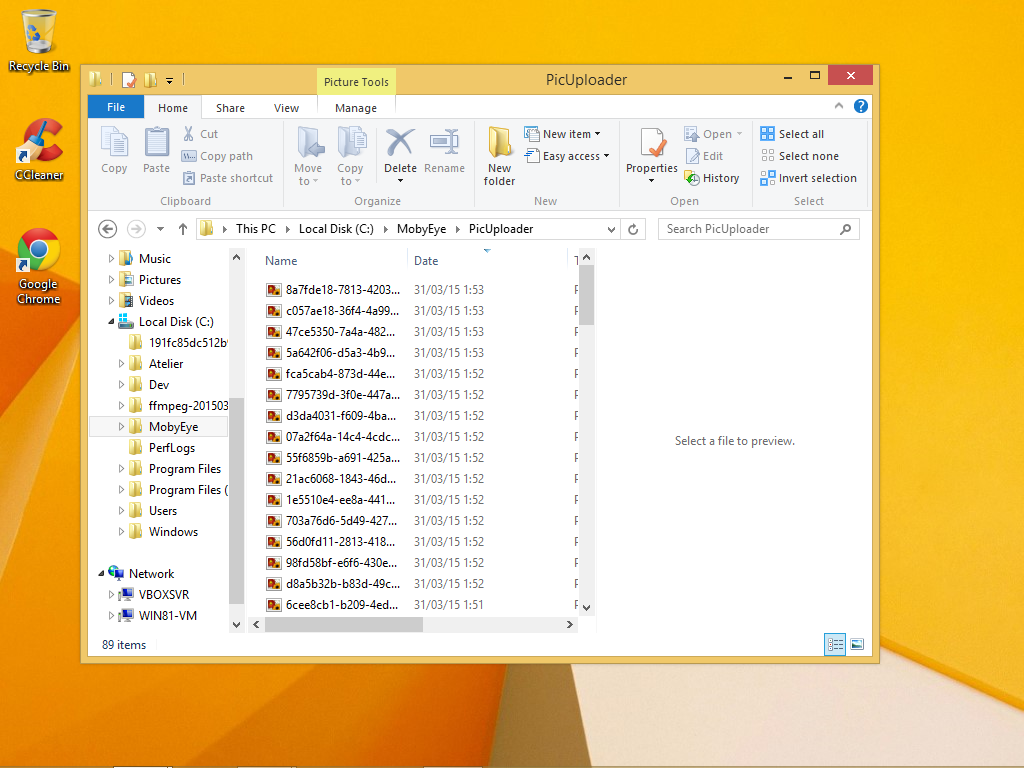 Recycle Bin
CCleaner
Google
Chrome
Picture Tools
PicUploader
File
Home
Share
View
Manage
Copy
Paste
Cut
Copy path
Paste shortcut
Clipboard
Move
to
Copy
to
Delete
Rename
Organize
New
folder
New item
Easy access
New
Properties
Open
Edit
History
Open
Select all
Select none
Invert selection
Select
This PC
Local Disk (C:)
MobyEye
PicUploader
Search PicUploader
Music
Pictures
Videos
Local Disk (C:)
191fc85dc512b
Atelier
Dev
ffmpeg-201503
MobyEye
PerfLogs
Program Files
Program Files (
Users
Windows
Network
VBOXSVR
WIN81-VM
Name Date
8a7fde18-7813-4203... 31/03/15 1:53
c057ae18-36f4-4a99... 31/03/15 1:53
47ce5350-7a4a-482... 31/03/15 1:53
5a642f06-d5a3-4b9... 31/03/15 1:53
fca5cab4-873d-44e... 31/03/15 1:52
7795739d-3f0e-447a... 31/03/15 1:52
d3da4031-f609-4ba... 31/03/15 1:52
07a2f64a-14c4-4cdc... 31/03/15 1:52
55f6859b-a691-425a... 31/03/15 1:52
21ac6068-1843-46d... 31/03/15 1:52
1e5510e4-ee8a-441... 31/03/15 1:52
703a76d6-5d49-427... 31/03/15 1:52
56d0fd11-2813-418... 31/03/15 1:52
98fd58bf-e6f6-430e... 31/03/15 1:52
d8a5b32b-b83d-49c... 31/03/15 1:52
6cee8cb1-b209-4ed... 31/03/15 1:51
Select a file to preview.
89 items